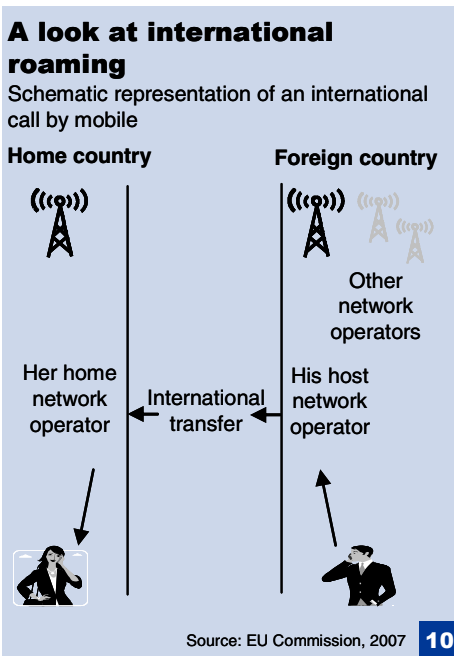 A look at international
roaming
Schematic representation of an international
call by mobile
Home country
Foreign country
Other
network
operators
Her home
network
operator
International
transfer
His host
network
operator
Source: EU Commission, 2007
10